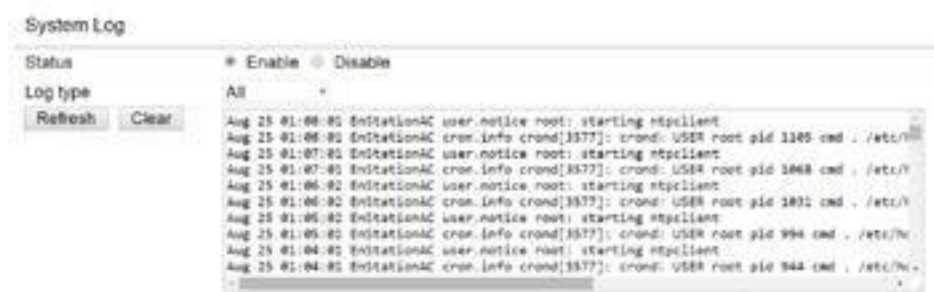 System Log
Status Enable Disable
Log type All
Refresh Clear
Aug 25 01:08:01 EnStationAC user.notice root: starting ntpclient
Aug 25 01:08:01 EnStationAC cron.info crond[3577]: crond: USER root pid 1105 cmd . /etc/
Aug 25 01:07:01 EnStationAC user.notice root: starting ntpclient
Aug 25 01:07:01 EnStationAC cron.info crond[3577]: crond: USER root pid 1068 cmd . /etc/
Aug 25 01:06:02 EnStationAC user.notice root: starting ntpclient
Aug 25 01:06:02 EnStationAC cron.info crond[3577]: crond: USER root pid 1031 cmd . /etc/
Aug 25 01:05:02 EnStationAC user.notice root: starting ntpclient
Aug 25 01:05:01 EnStationAC cron.info crond[3577]: crond: USER root pid 994 cmd . /etc/
Aug 25 01:04:01 EnStationAC user.notice root: starting ntpclient
Aug 25 01:04:01 EnStationAC cron.info crond[3577]: crond: USER root pid 944 cmd . /etc/